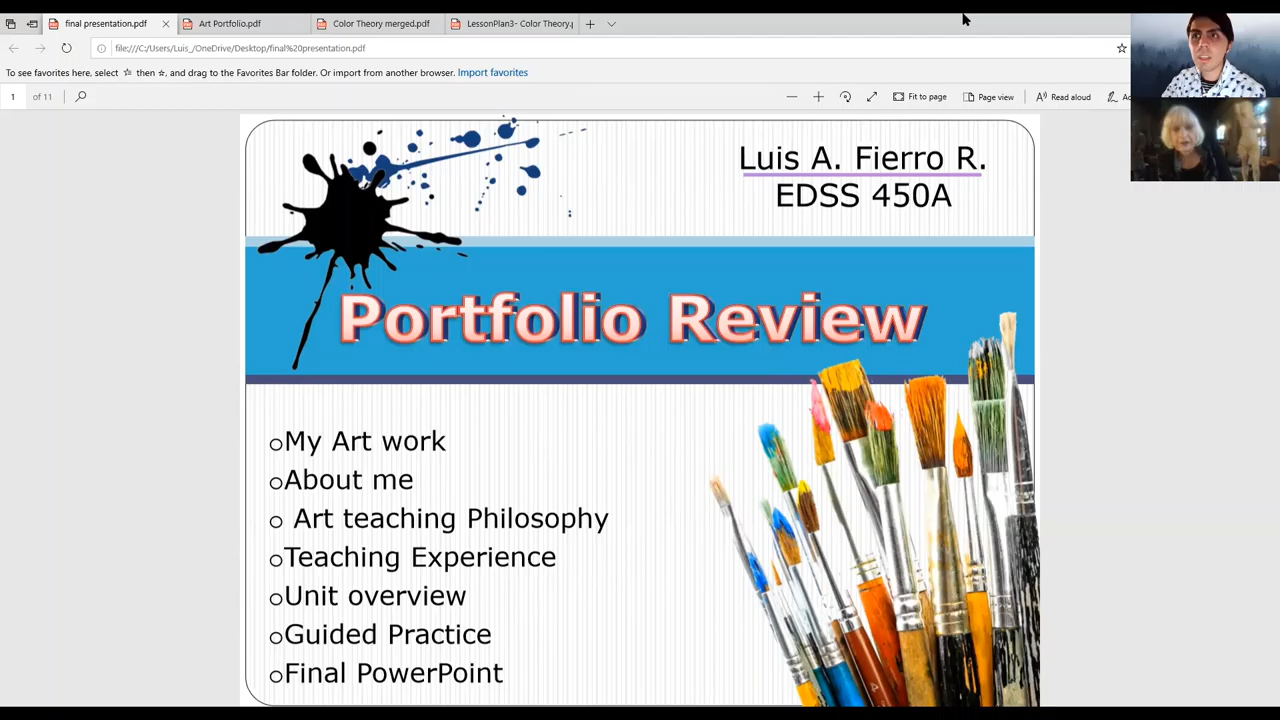 final presentation.pdf
Art Portfolio.pdf
Color Theory merged.pdf
LessonPlan3- Color Theory.p
file:///C:/Users/Luis_/OneDrive/Desktop/final%20presentation.pdf
To see favorites here, select then, and drag to the Favorites Bar folder. Or import from another browser. Import favorites
1 of 11
Fit to page
Page view
Read aloud
Luis A. Fierro R.
EDSS 450A
Portfolio Review
My Art work
About me
Art teaching Philosophy
Teaching Experience
Unit overview
Guided Practice
Final PowerPoint